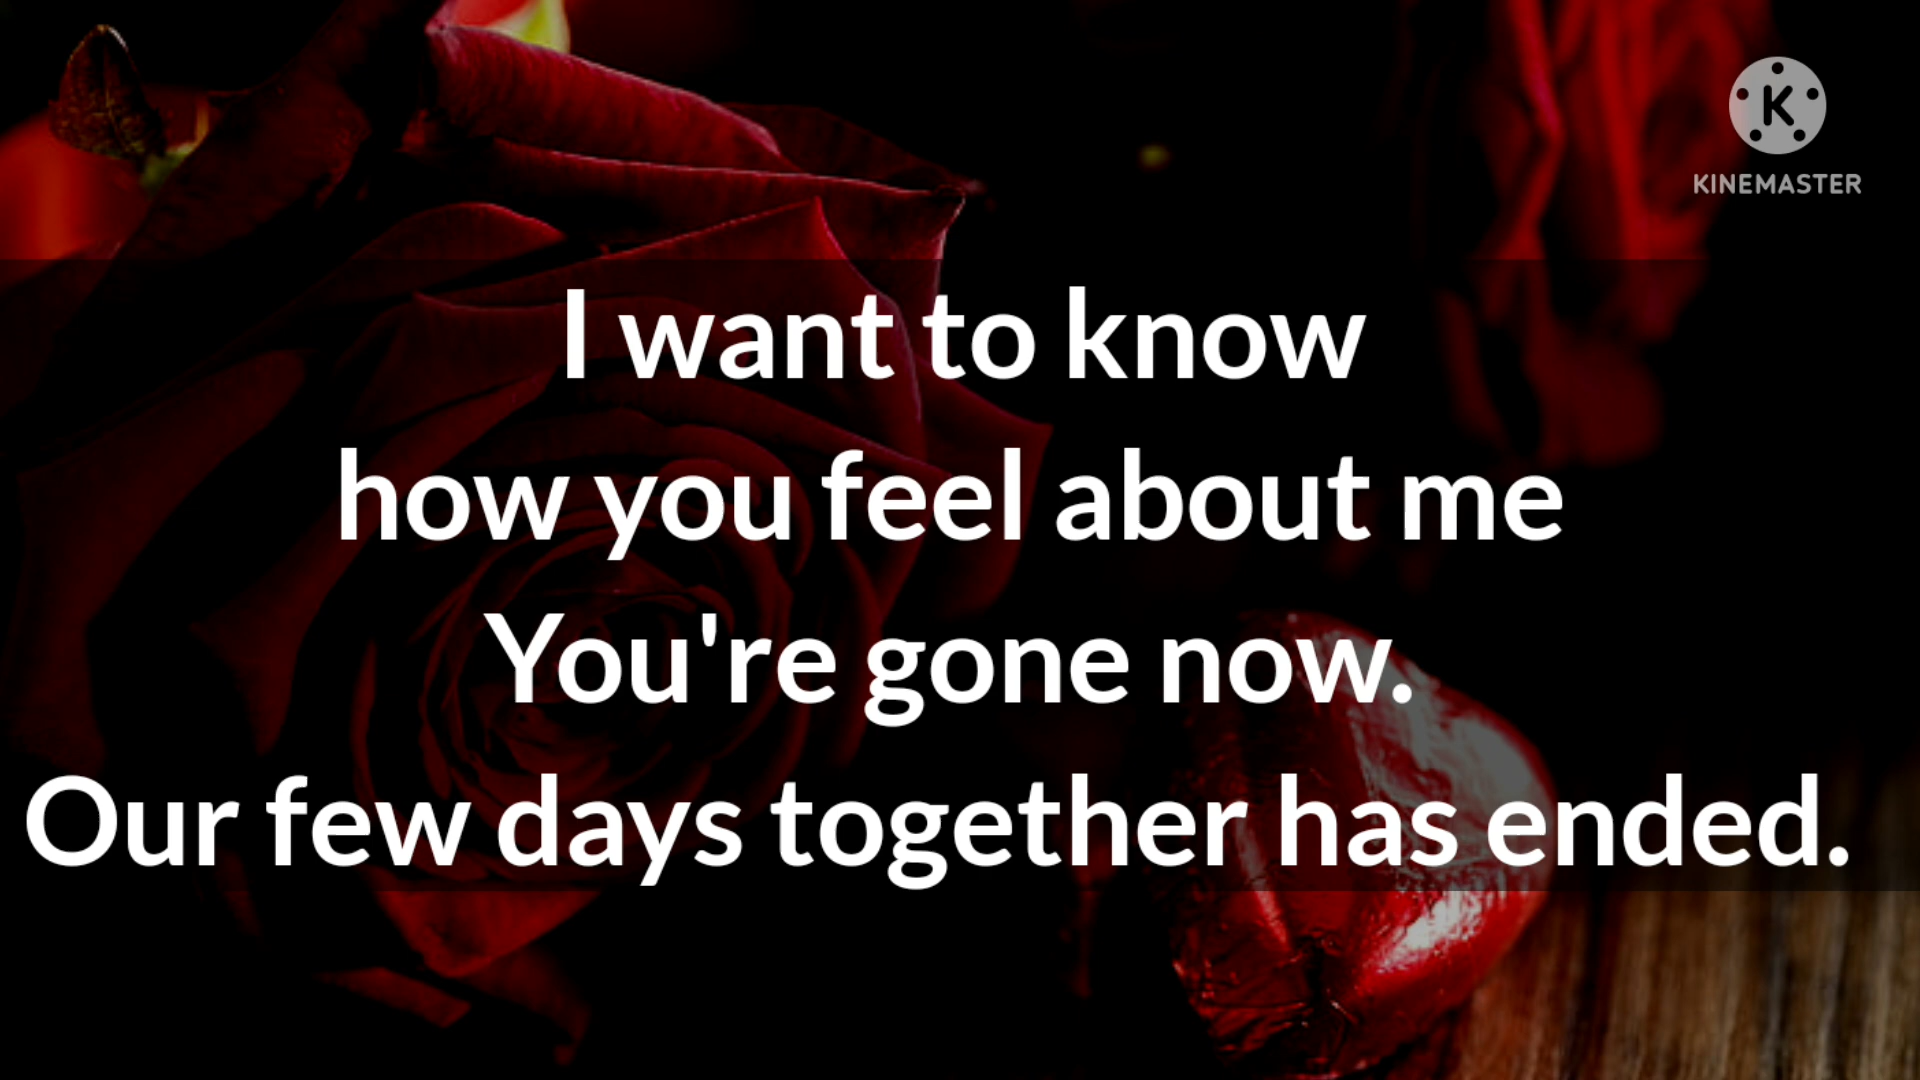 K
KINEMASTER
I want to know
how you feel about me
You're gone now.
Our few days together has ended.